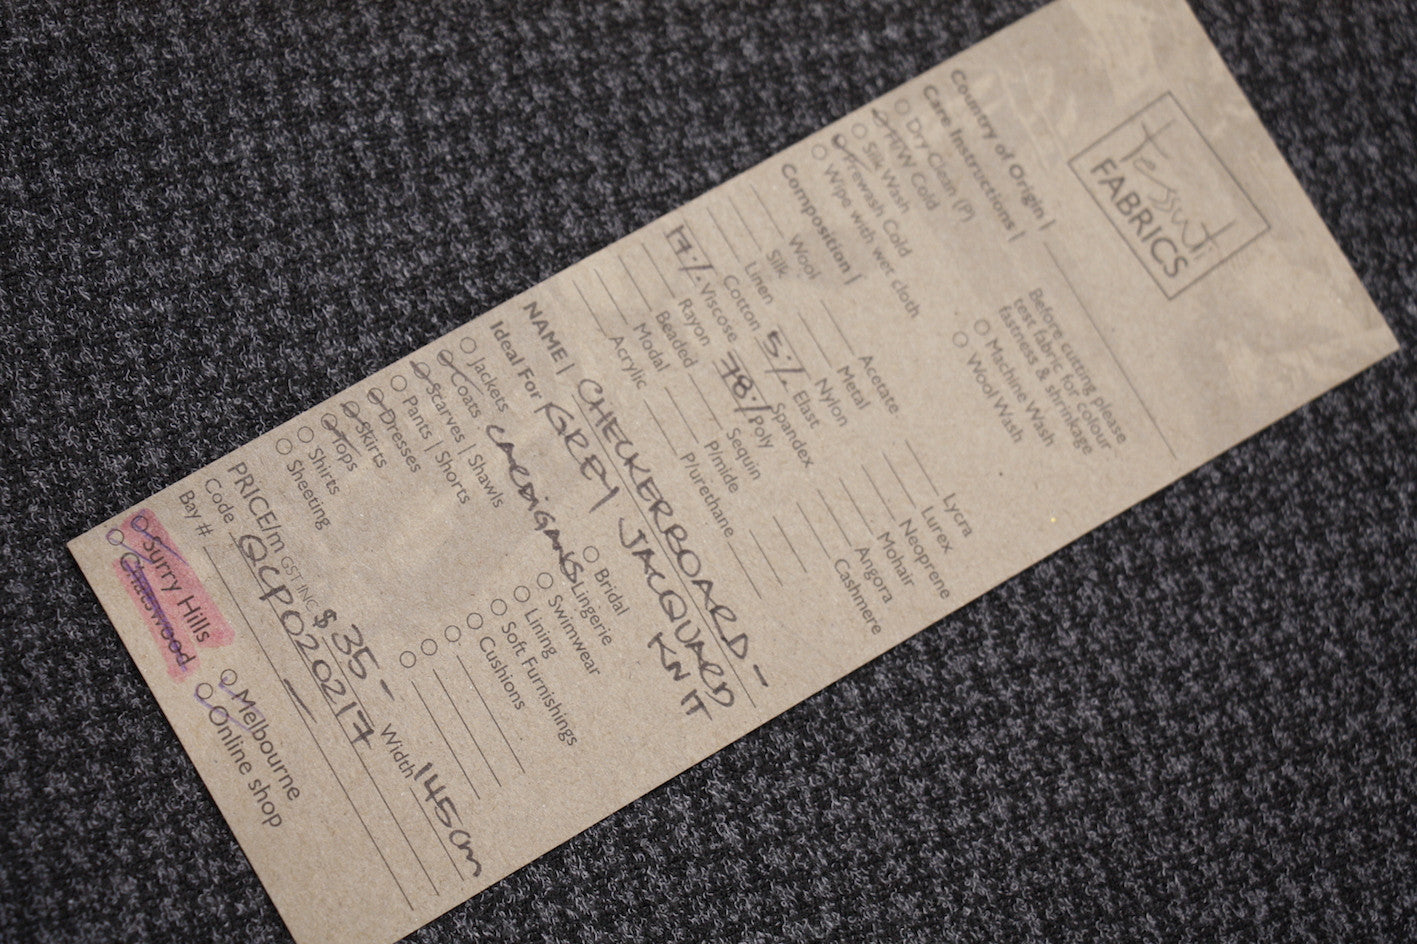 tessuti
FABRICS
Country of Origin |
Care Instructions |
Dry-Clean (P)
H/W Cold
Silk Wash
Prewash Cold
Wipe with wet cloth
Before cutting please
test fabric for colour
fastness & shrinkage
Machine Wash
Wool Wash
Composition |
Wool Acetate Lycra
Silk Metal Lurex
Linen Nylon Neoprene
Cotton 5% Elast Mohair
17% Viscose Spandex Angora
Rayon 78% Poly Cashmere
Beaded Sequin
Modal P/mide
Acrylic P/urethane
NAME | CHECKERBOARD -
GREY JACQUARD
KNIT
Ideal For |
Jackets CARDIGANS Bridal
Coats Lingerie
Scarves | Shawls Swimwear
Pants | Shorts Lining
Dresses Soft Furnishings
Skirts Cushions
Tops
Shirts
Sheeting
PRICE/m GST INC $ 35 - Width 145cm
Code QCP020217
Bay # —
Surry Hills Melbourne
Chatswood Online shop